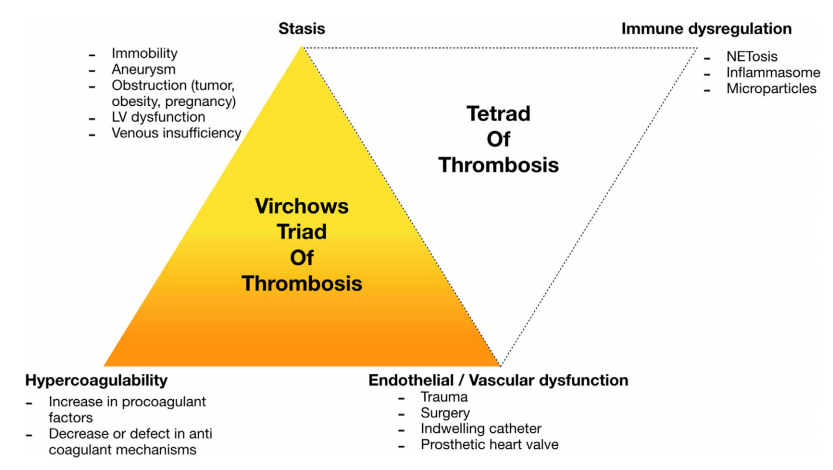 Stasis
- Immobility
- Aneurysm
- Obstruction (tumor,
obesity, pregnancy)
- LV dysfunction
- Venous insufficiency
Immune dysregulation
- NETosis
- Inflammasome
- Microparticles
Tetrad
Of
Thrombosis
Virchows
Triad
Of
Thrombosis
Hypercoagulability
- Increase in procoagulant
factors
- Decrease or defect in anti
coagulant mechanisms
Endothelial / Vascular dysfunction
- Trauma
- Surgery
- Indwelling catheter
- Prosthetic heart valve